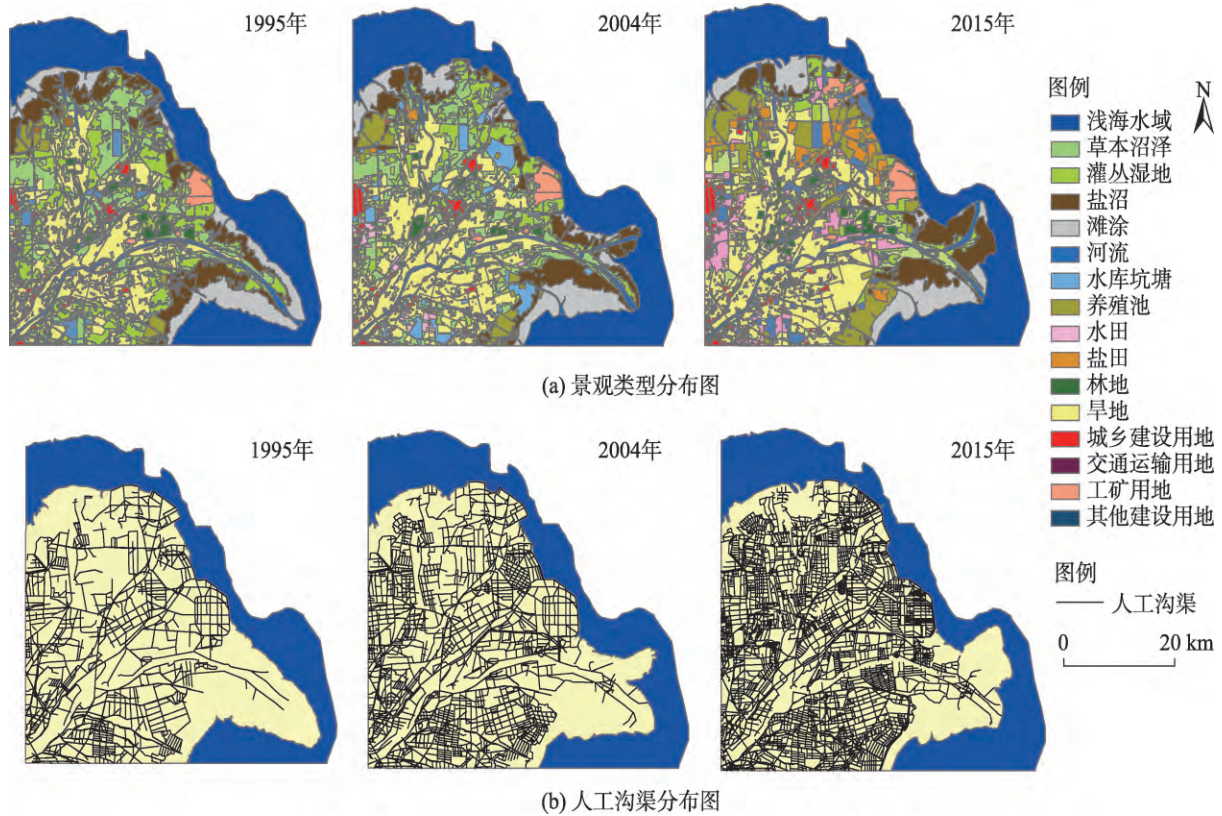 1995年
2004年
2015年
图例
N
浅海水域
草本沼泽
灌丛湿地
盐沼
滩涂
河流
水库坑塘
养殖池
水田
盐田
林地
旱地
城乡建设用地
交通运输用地
工矿用地
其他建设用地
(a) 景观类型分布图
1995年
2004年
2015年
图例
人工沟渠
0 20 km
(b) 人工沟渠分布图